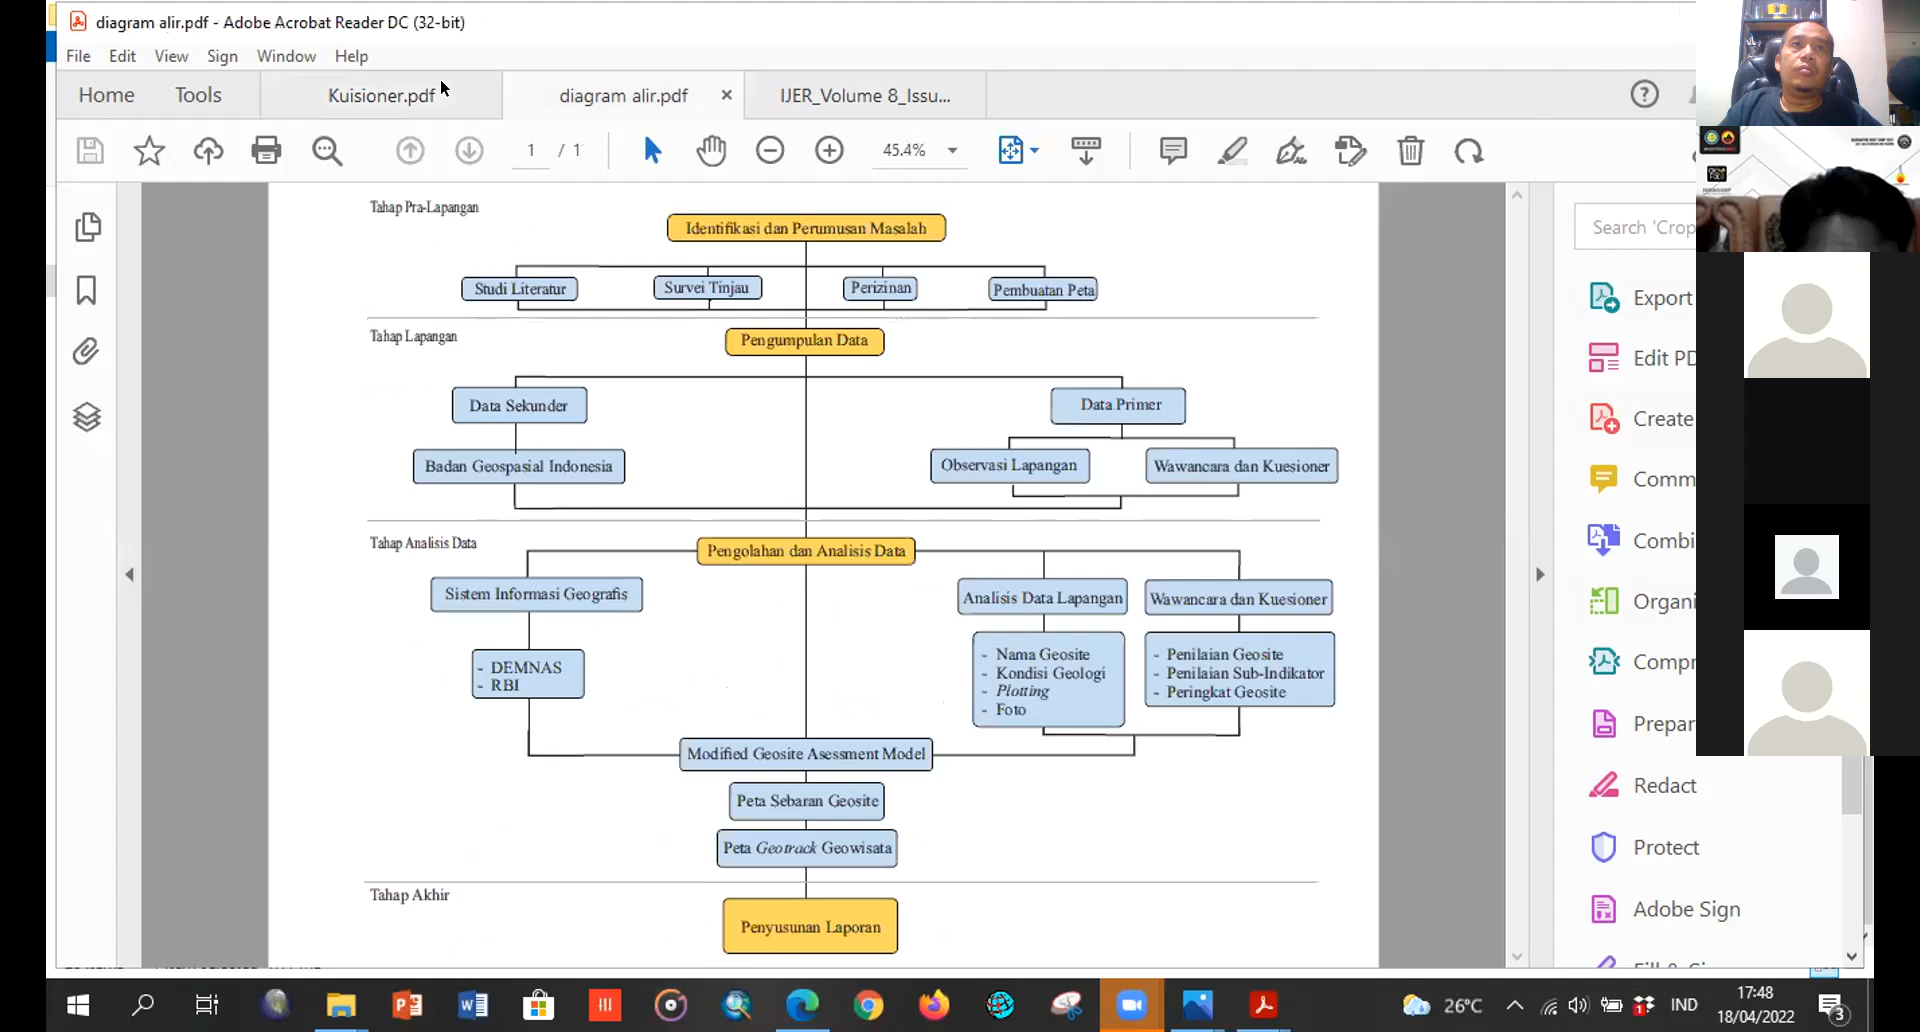 diagram alir.pdf - Adobe Acrobat Reader DC (32-bit)
File Edit View Sign Window Help
Home Tools Kuisioner.pdf diagram alir.pdf × IJER_Volume 8_Issu...
1 / 1 45.4%
Tahap Pra-Lapangan
Identifikasi dan Perumusan Masalah
Studi Literatur Survei Tinjau Perizinan Pembuatan Peta
Tahap Lapangan
Pengumpulan Data
Data Sekunder Data Primer
Badan Geospasial Indonesia Observasi Lapangan Wawancara dan Kuesioner
Tahap Analisis Data
Pengolahan dan Analisis Data
Sistem Informasi Geografis Analisis Data Lapangan Wawancara dan Kuesioner
- DEMNAS
- RBI
- Nama Geosite
- Kondisi Geologi
- Plotting
- Foto
- Penilaian Geosite
- Penilaian Sub-Indikator
- Peringkat Geosite
Modified Geosite Asessment Model
Peta Sebaran Geosite
Peta Geotrack Geowisata
Tahap Akhir
Penyusunan Laporan
Search 'Crop
Export
Edit PD
Create
Comm
Combi
Organi
Compr
Prepar
Redact
Protect
Adobe Sign
26°C IND
17:48
18/04/2022
3